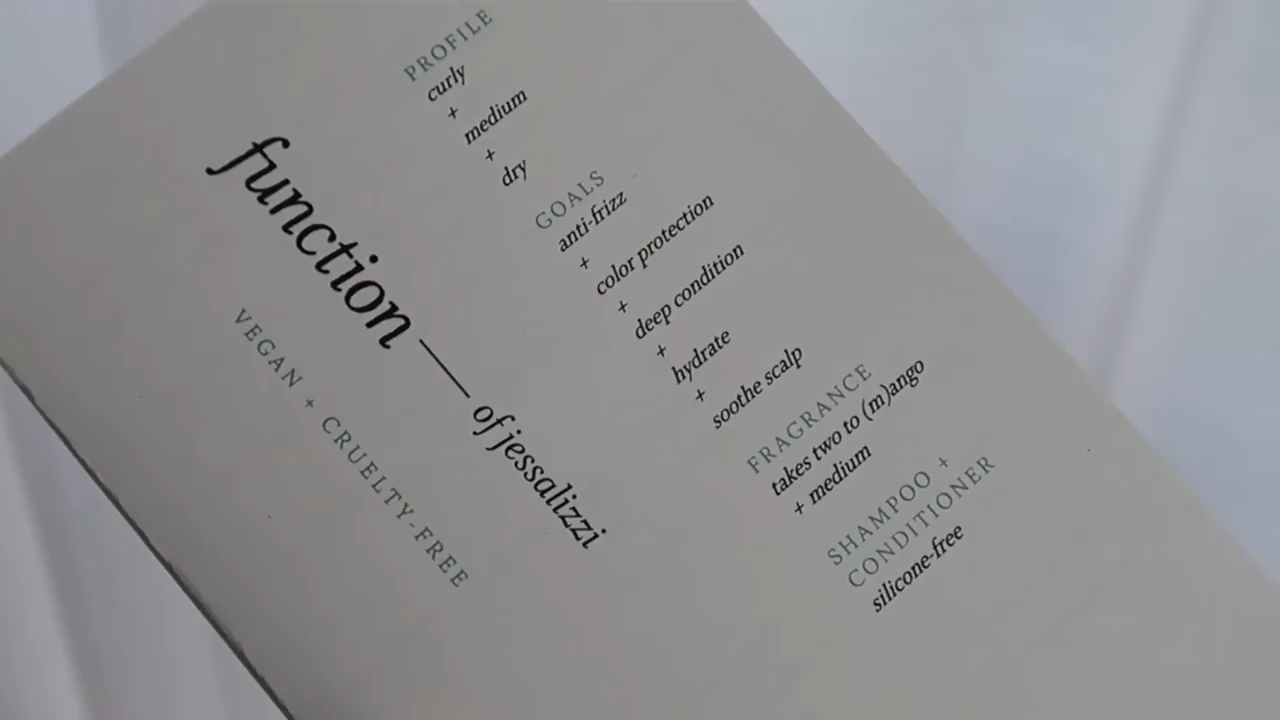 function — of jessalizzi
VEGAN + CRUELTY-FREE
PROFILE
curly
+
medium
+
dry
GOALS
anti-frizz
+
color protection
+
deep condition
+
hydrate
+
soothe scalp
FRAGRANCE
takes two to (m)ango
+ medium
SHAMPOO +
CONDITIONER
silicone-free